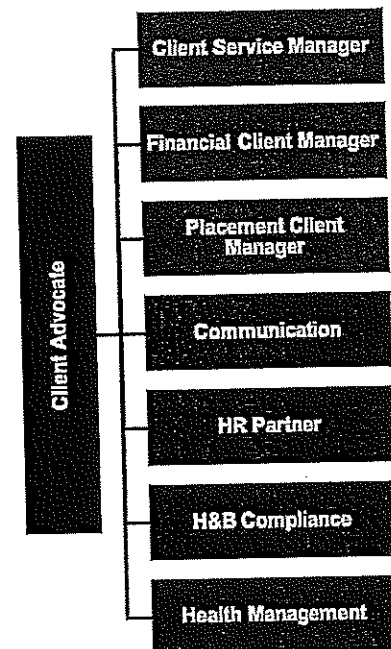 Client Advocate
Client Service Manager
Financial Client Manager
Placement Client
Manager
Communication
HR Partner
H&B Compliance
Health Management